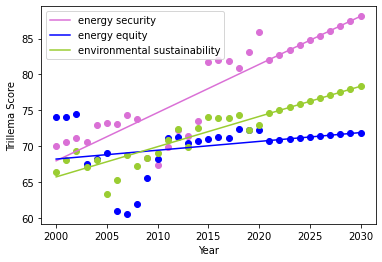 energy security
energy equity
environmental sustainability
85
80
75
70
65
60
Trillema Score
2000 2005 2010 2015 2020 2025 2030
Year